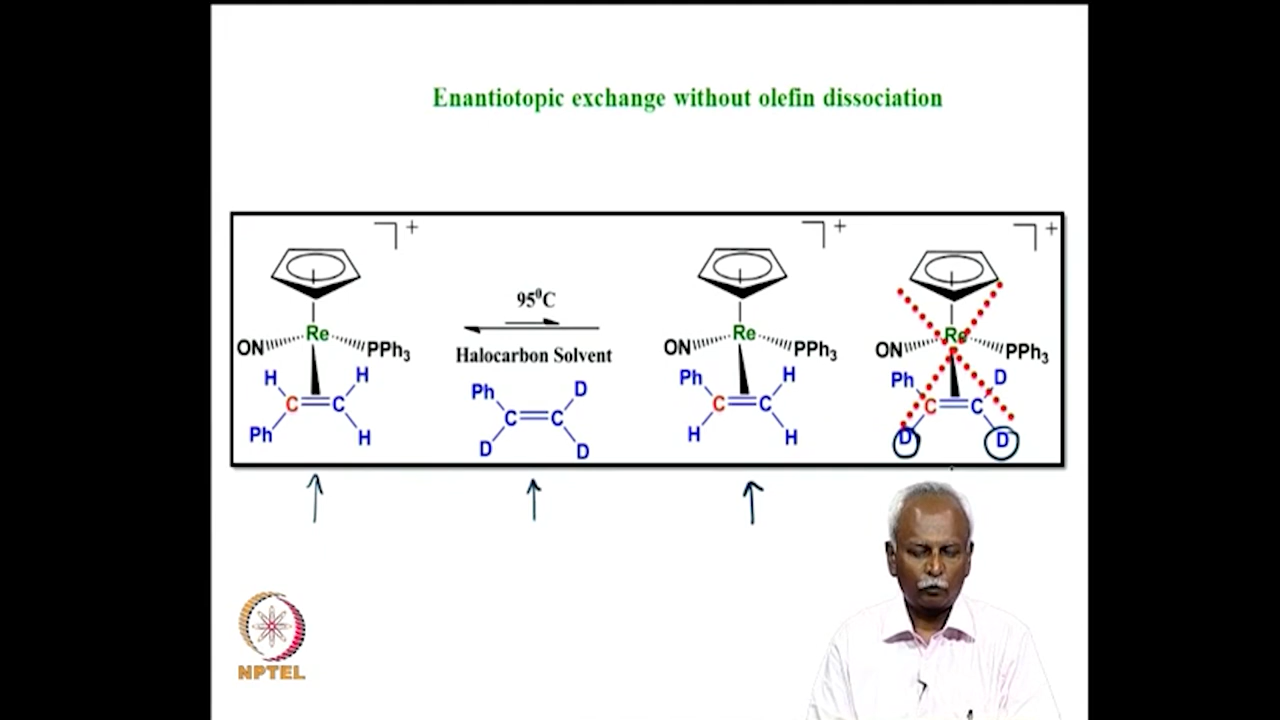 Enantiotopic exchange without olefin dissociation
+
+
+
95⁰C
Re
Re
Re
ON
PPh₃
Halocarbon Solvent
ON
PPh₃
ON
PPh₃
H
H
Ph
D
Ph
H
Ph
D
C
C
C
C
C
C
C
C
Ph
H
D
D
H
H
D
D
NPTEL